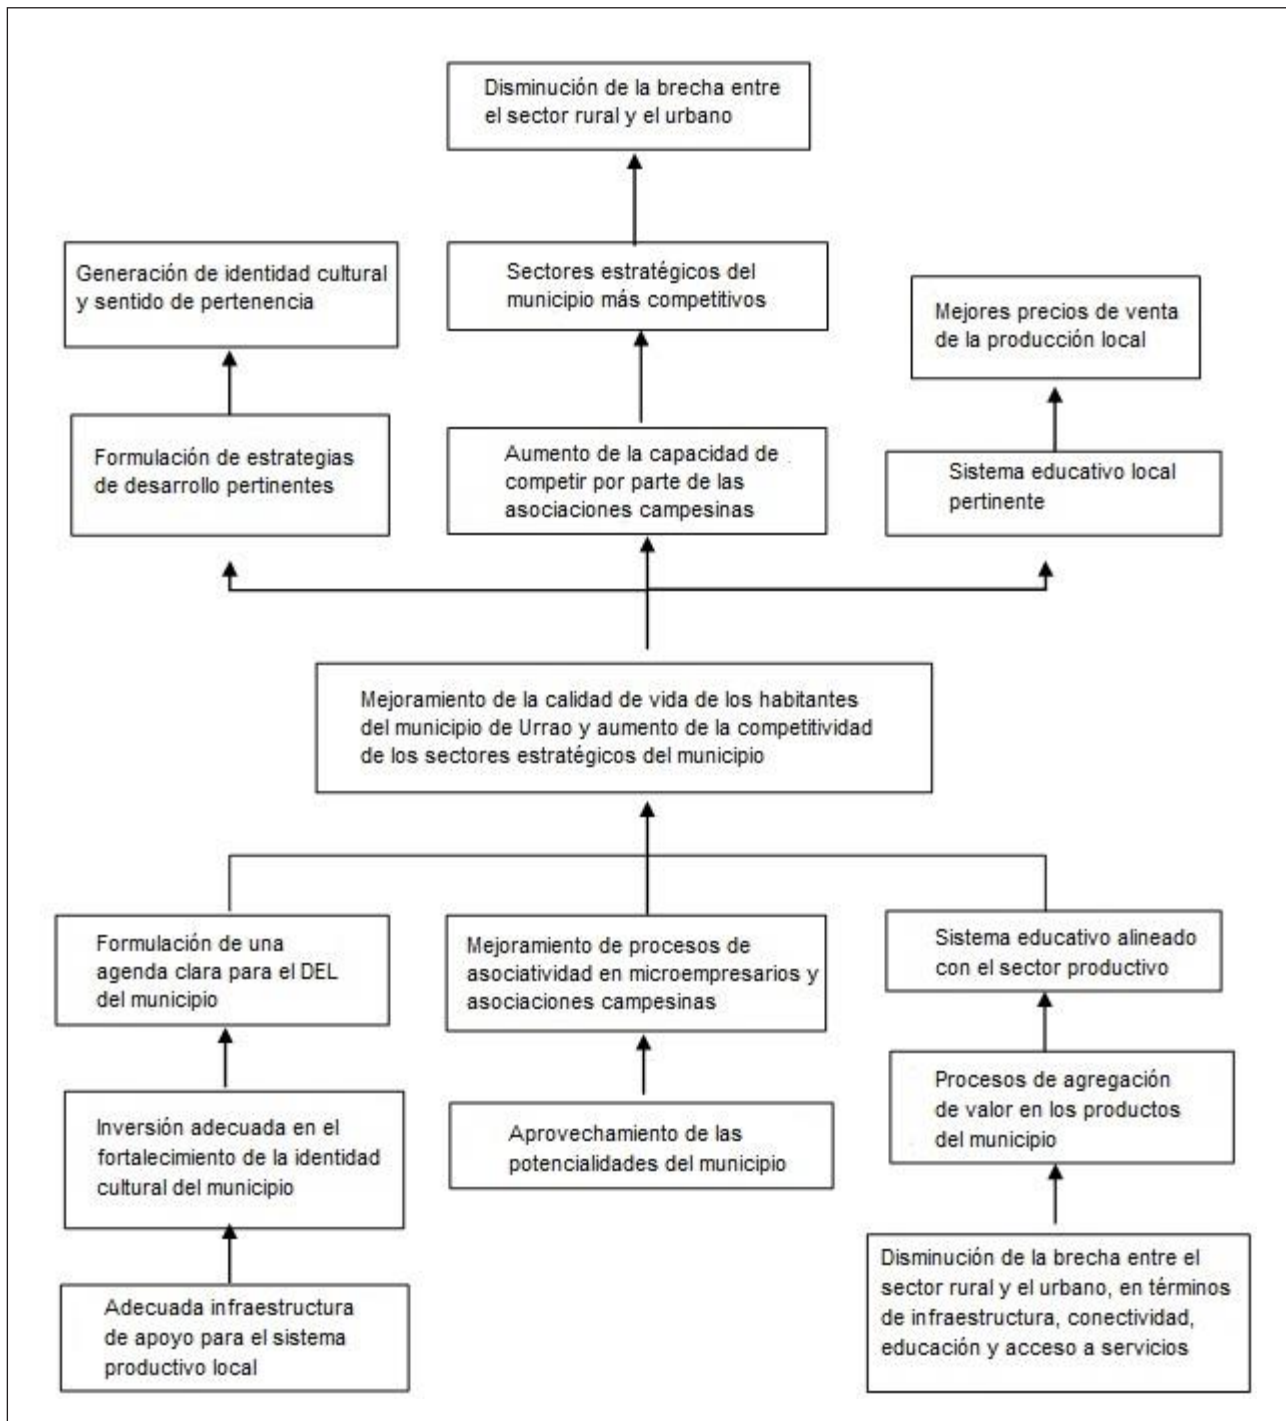 Disminución de la brecha entre
el sector rural y el urbano
Generación de identidad cultural
y sentido de pertenencia
Sectores estratégicos del
municipio más competitivos
Mejores precios de venta
de la producción local
Formulación de estrategias
de desarrollo pertinentes
Aumento de la capacidad de
competir por parte de las
asociaciones campesinas
Sistema educativo local
pertinente
Mejoramiento de la calidad de vida de los habitantes
del municipio de Urrao y aumento de la competitividad
de los sectores estratégicos del municipio
Formulación de una
agenda clara para el DEL
del municipio
Mejoramiento de procesos de
asociatividad en microempresarios y
asociaciones campesinas
Sistema educativo alineado
con el sector productivo
Inversión adecuada en el
fortalecimiento de la identidad
cultural del municipio
Aprovechamiento de las
potencialidades del municipio
Procesos de agregación
de valor en los productos
del municipio
Adecuada infraestructura
de apoyo para el sistema
productivo local
Disminución de la brecha entre el
sector rural y el urbano, en términos
de infraestructura, conectividad,
educación y acceso a servicios